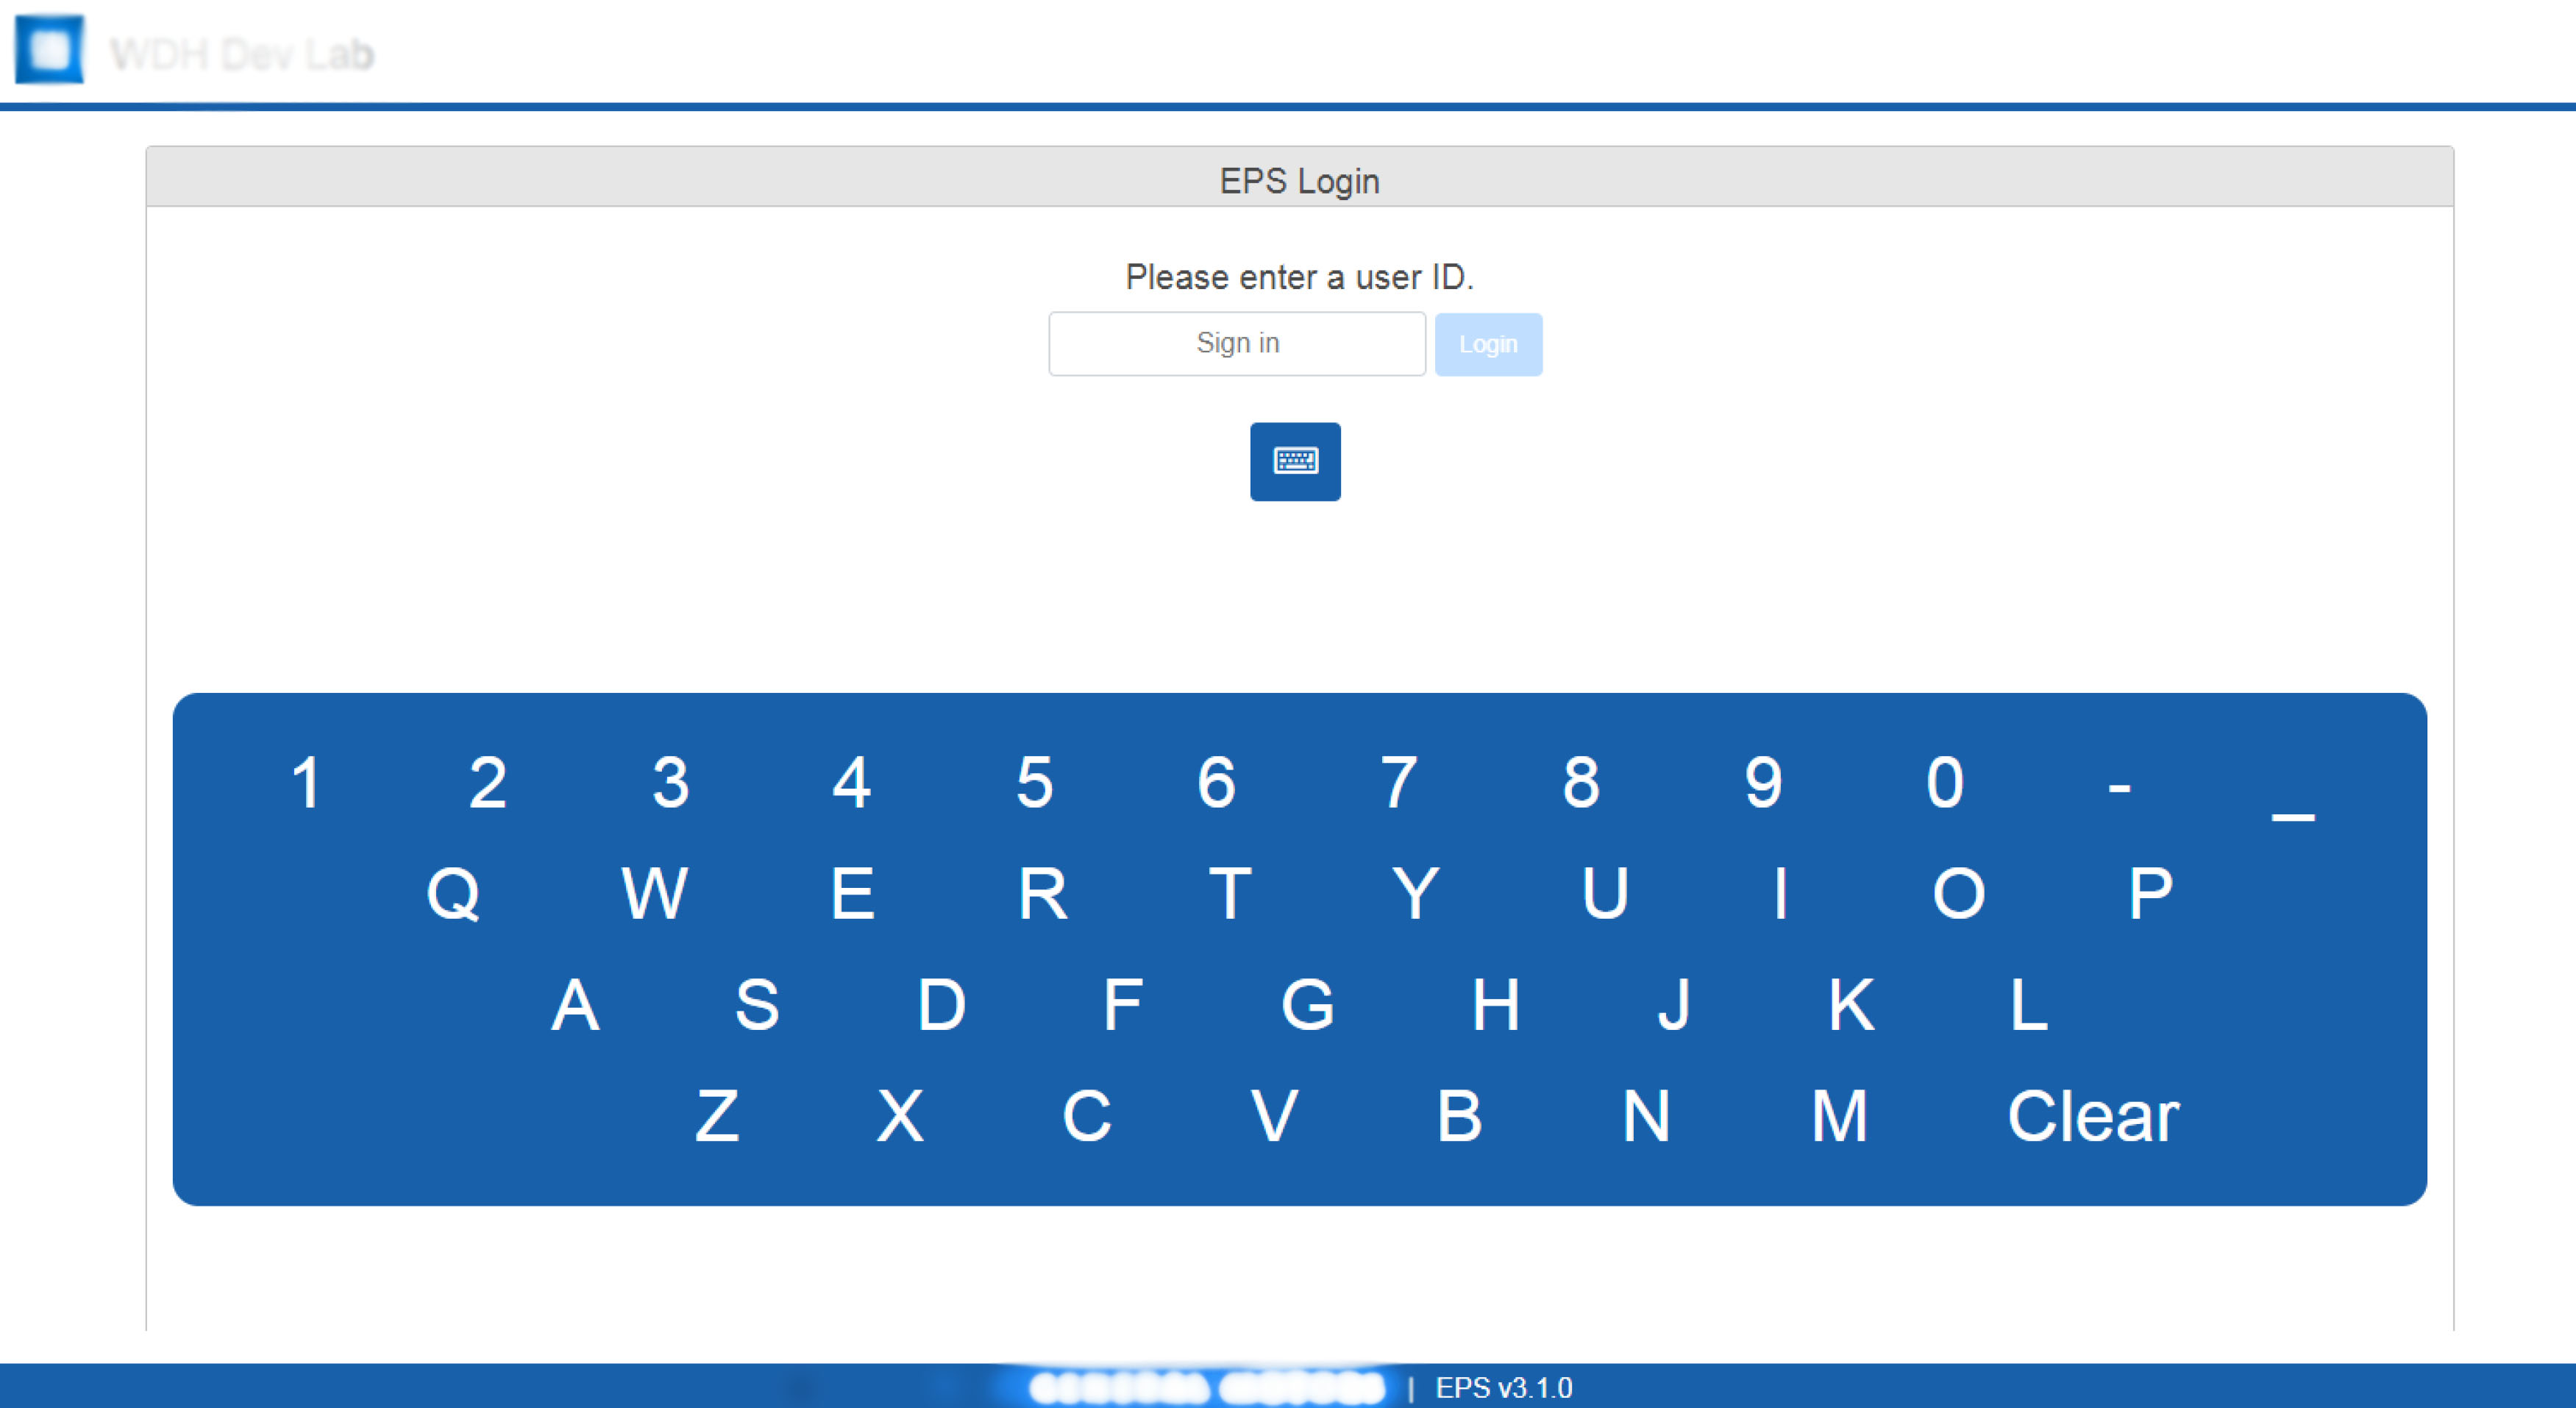 WDH Dev Lab
EPS Login
Please enter a user ID.
Sign in Login
1 2 3 4 5 6 7 8 9 0 - _
Q W E R T Y U I O P
A S D F G H J K L
Z X C V B N M Clear
| EPS v3.1.0